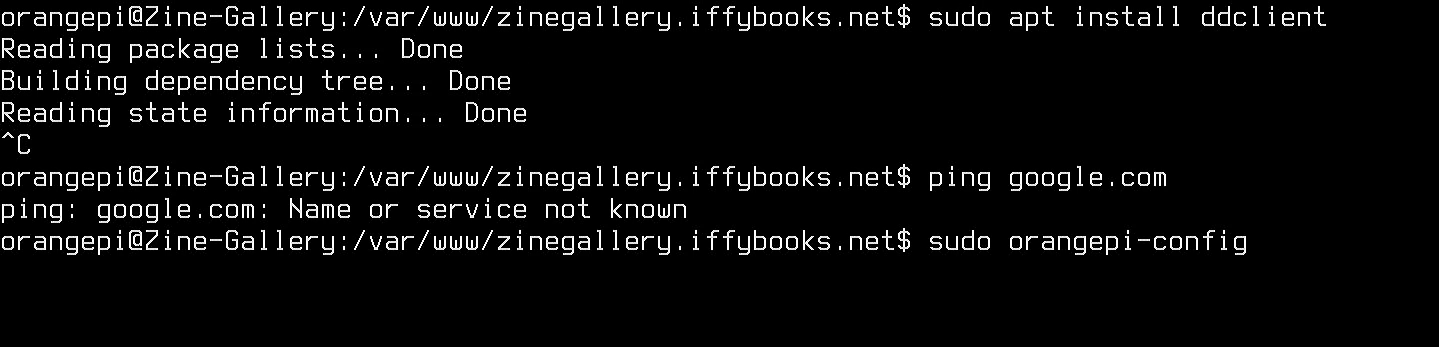 orangepi@Zine-Gallery:/var/www/zinegallery.iffybooks.net$ sudo apt install ddclient
Reading package lists... Done
Building dependency tree... Done
Reading state information... Done
^C
orangepi@Zine-Gallery:/var/www/zinegallery.iffybooks.net$ ping google.com
ping: google.com: Name or service not known
orangepi@Zine-Gallery:/var/www/zinegallery.iffybooks.net$ sudo orangepi-config